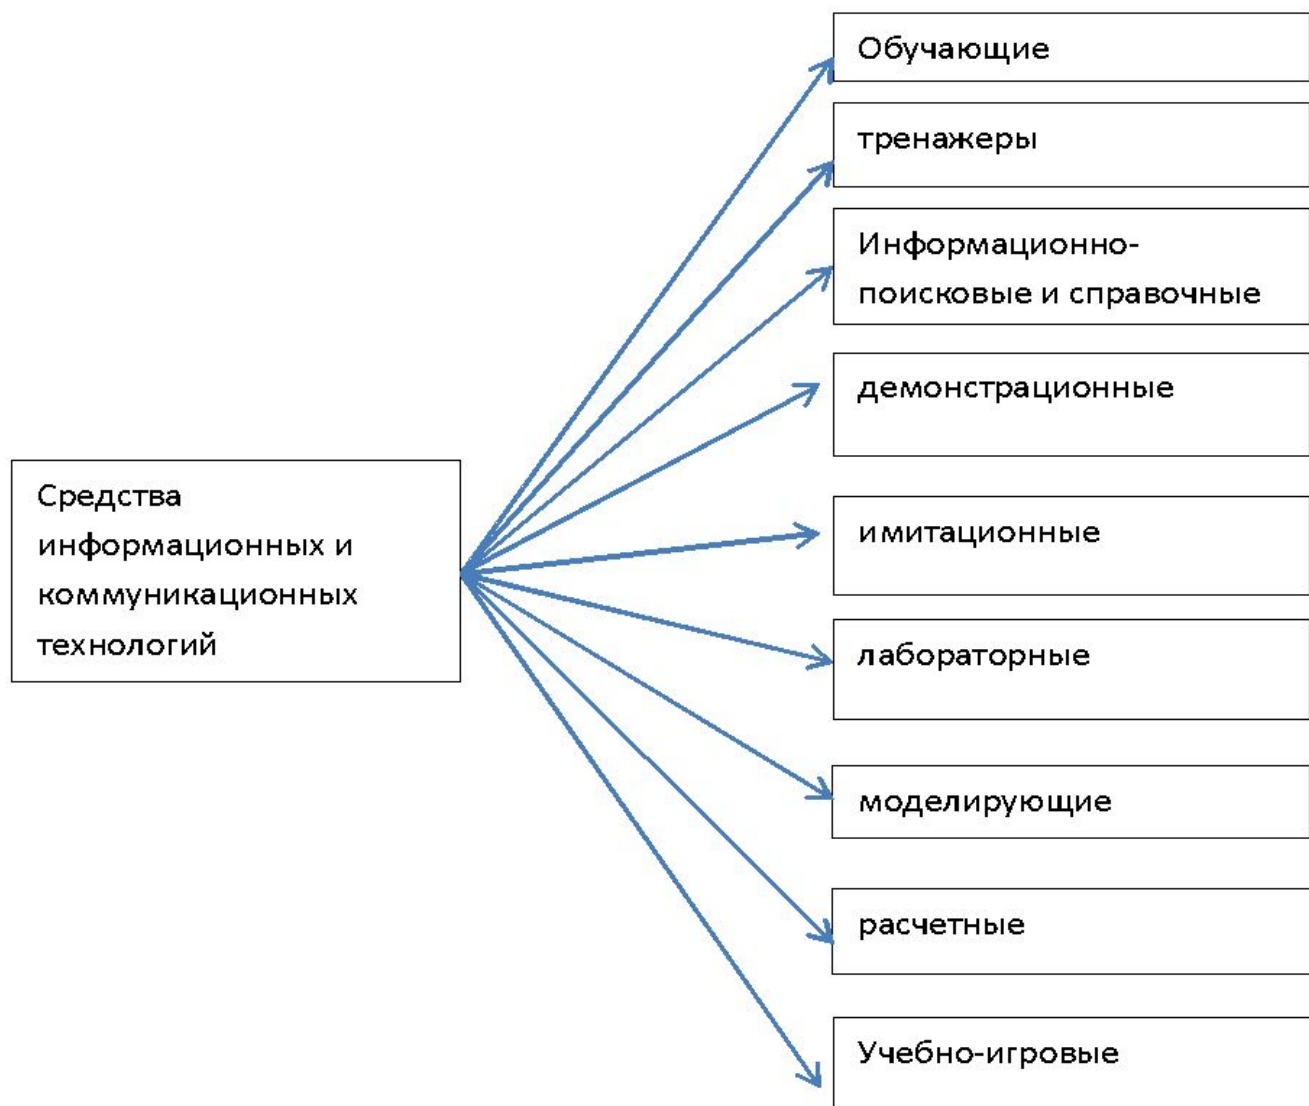 Обучающие
тренажеры
Информационно-
поисковые и справочные
демонстрационные
Средства
информационных и
коммуникационных
технологий
имитационные
лабораторные
моделирующие
расчетные
Учебно-игровые